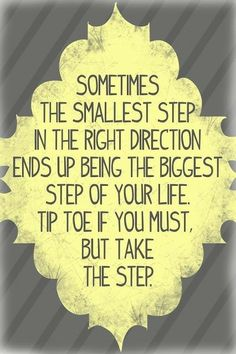 SOMETIMES
THE SMALLEST STEP
IN THE RIGHT DIRECTION
ENDS UP BEING THE BIGGEST
STEP OF YOUR LIFE.
TIP TOE IF YOU MUST,
BUT TAKE
THE STEP.